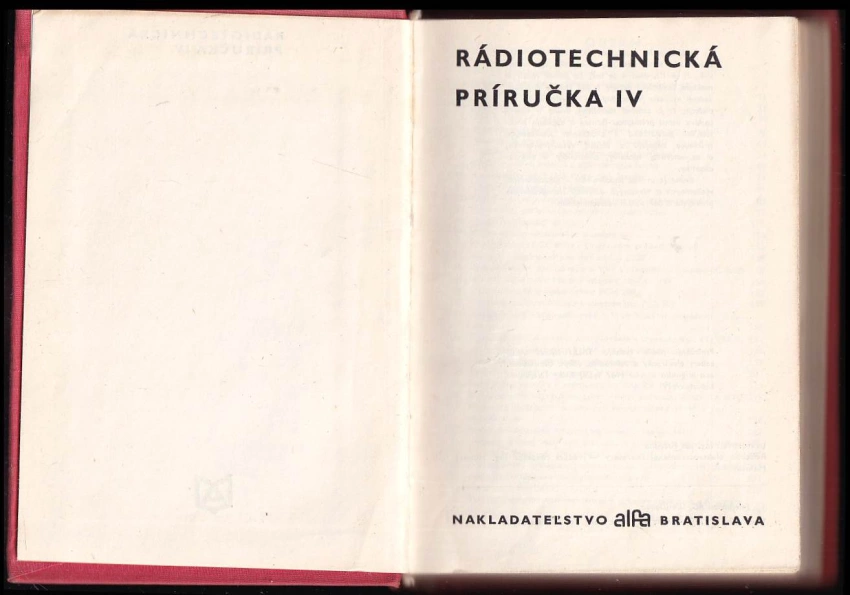 RÁDIOTECHNICKÁ
PRÍRUČKA IV
NAKLADATEĽSTVO alfa BRATISLAVA